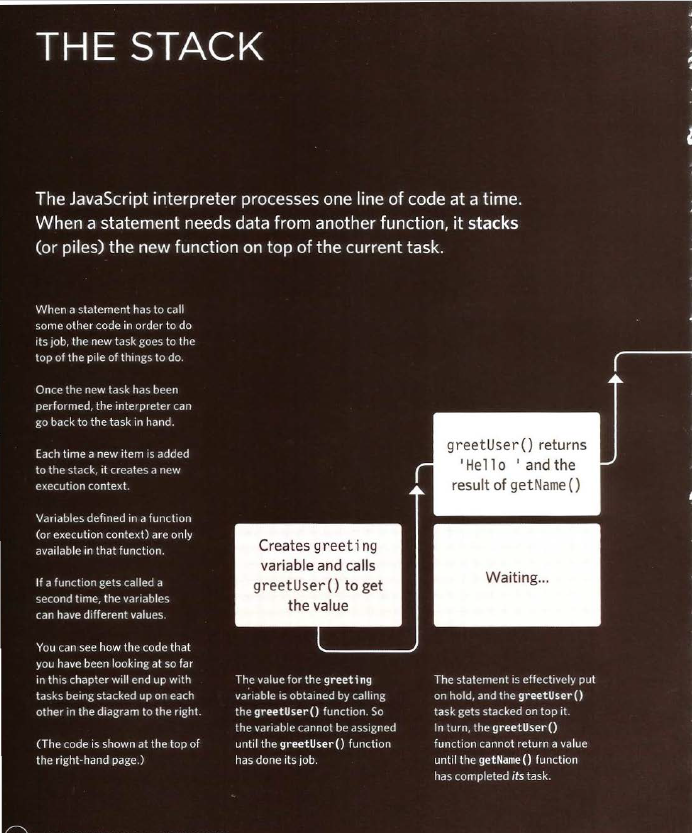 THE STACK
The JavaScript interpreter processes one line of code at a time.
When a statement needs data from another function, it stacks
(or piles) the new function on top of the current task.
When a statement has to call
some other code in order to do
its job, the new task goes to the
top of the pile of things to do.
Once the new task has been
performed, the interpreter can
go back to the task in hand.
Each time a new item is added
to the stack, it creates a new
execution context.
Variables defined in a function
(or execution context) are only
available in that function.
If a function gets called a
second time, the variables
can have different values.
You can see how the code that
you have been looking at so far
in this chapter will end up with
tasks being stacked up on each
other in the diagram to the right.
(The code is shown at the top of
the right-hand page.)
Creates greeting
variable and calls
greetUser() to get
the value
The value for the greeting
variable is obtained by calling
the greetUser() function. So
the variable cannot be assigned
until the greetUser() function
has done its job.
greetUser() returns
'Hello ' and the
result of getName()
Waiting...
The statement is effectively put
on hold, and the greetUser()
task gets stacked on top it.
In turn, the greetUser()
function cannot return a value
until the getName() function
has completed its task.